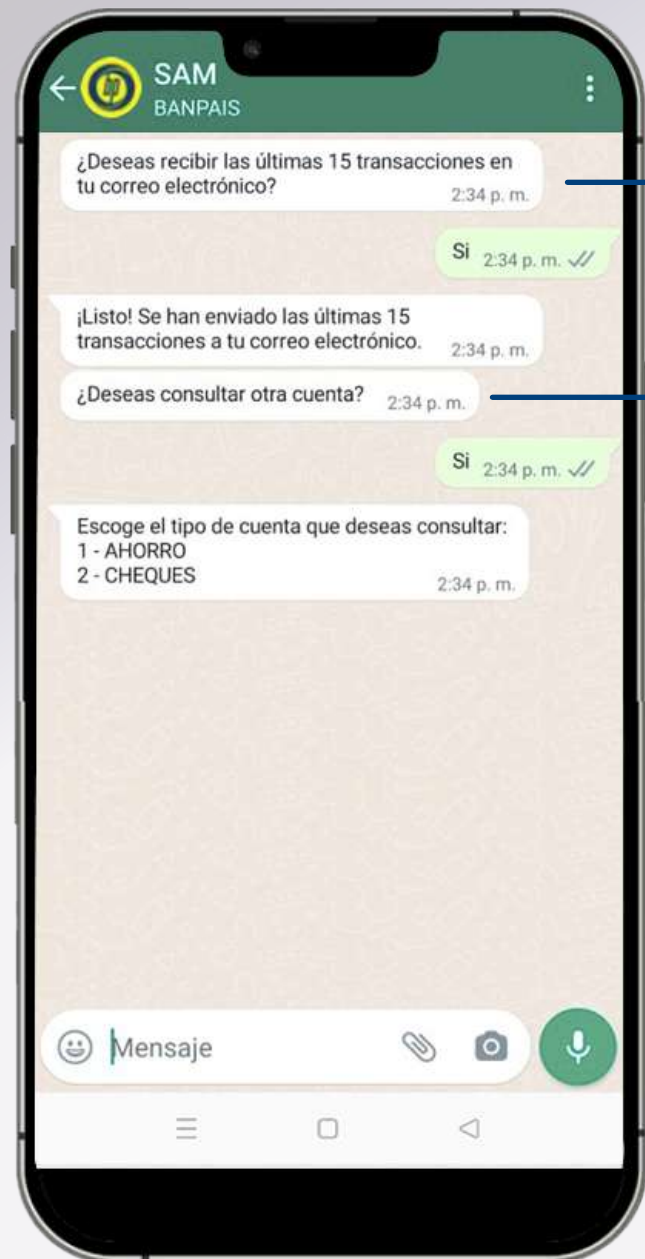 SAM
BANPAIS
¿Deseas recibir las últimas 15 transacciones en
tu correo electrónico?
2:34 p. m.
Si 2:34 p. m.
¡Listo! Se han enviado las últimas 15
transacciones a tu correo electrónico. 2:34 p. m.
¿Deseas consultar otra cuenta? 2:34 p. m.
Si 2:34 p. m.
Escoge el tipo de cuenta que deseas consultar:
1 - AHORRO
2 - CHEQUES
2:34 p. m.
Mensaje